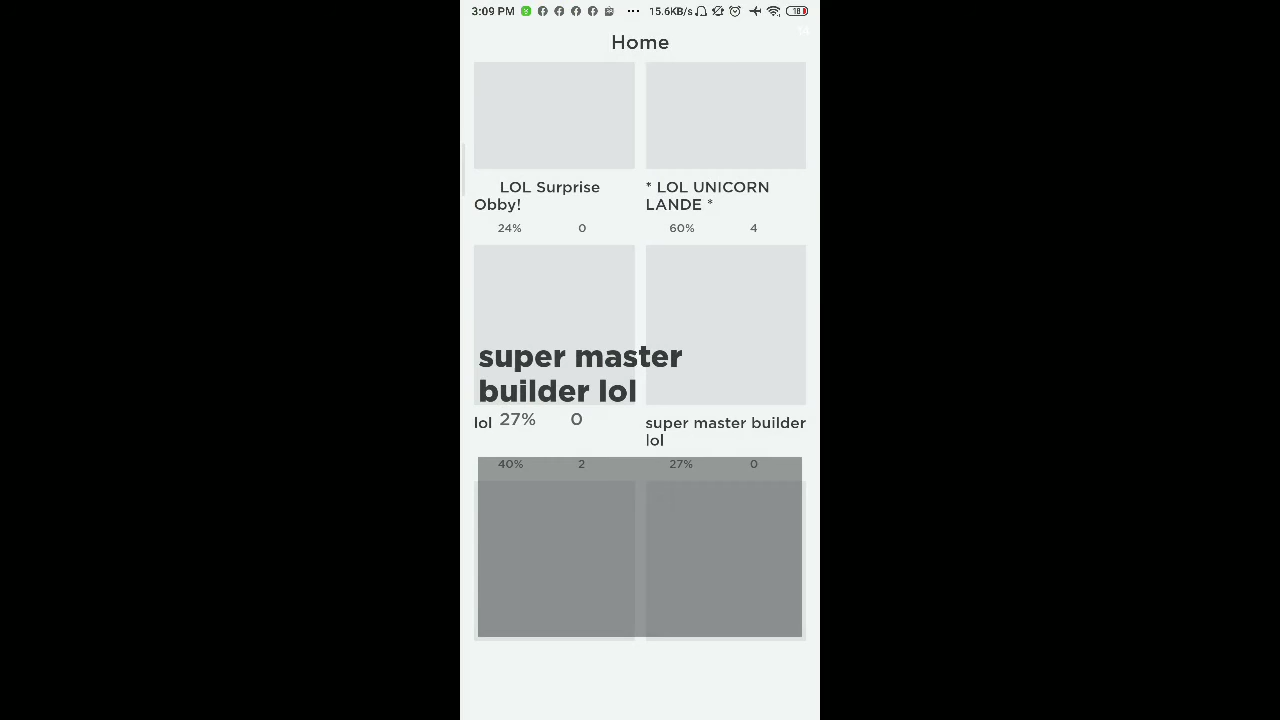 3:09 PM ... 15.6KB/s 18
Home
LOL Surprise
Obby!
* LOL UNICORN
LANDE *
24% 0
60% 4
super master
builder lol
27% 0
lol
super master builder
lol
40% 2
27% 0